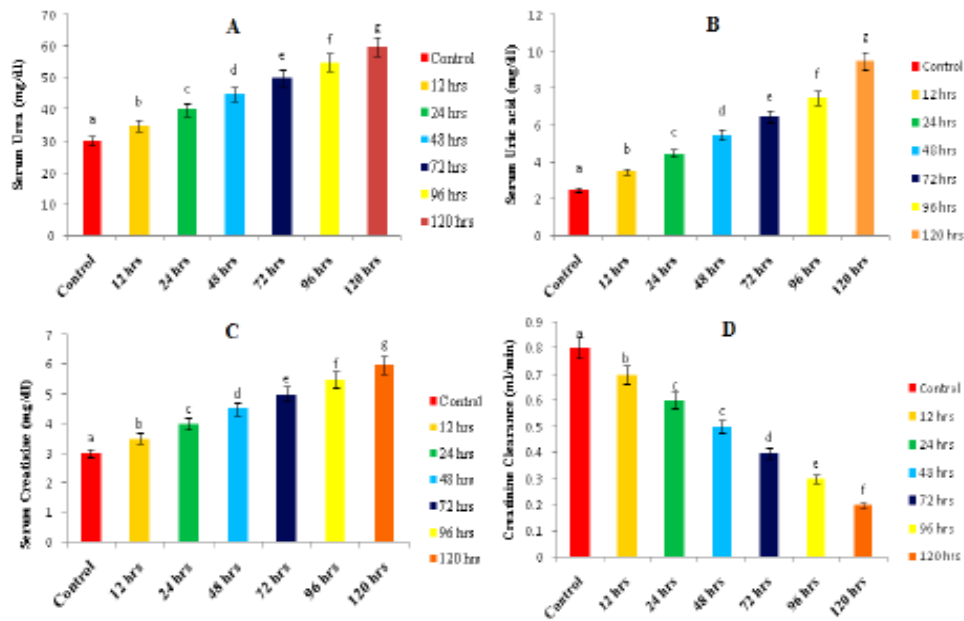 A
Serum Urea (mg/dl)
70
60
50
40
30
20
10
0
a
b
c
d
e
f
g
Control
12 hrs
24 hrs
48 hrs
72 hrs
96 hrs
120 hrs
Control
12 hrs
24 hrs
48 hrs
72 hrs
96 hrs
120 hrs
B
Serum Uric acid (mg/dl)
12
10
8
6
4
2
0
a
b
c
d
e
f
g
Control
12 hrs
24 hrs
48 hrs
72 hrs
96 hrs
120 hrs
Control
12 hrs
24 hrs
48 hrs
72 hrs
96 hrs
120 hrs
C
Serum Creatinine (mg/dl)
7
6
5
4
3
2
1
0
a
b
c
d
e
f
g
Control
12 hrs
24 hrs
48 hrs
72 hrs
96 hrs
120 hrs
Control
12 hrs
24 hrs
48 hrs
72 hrs
96 hrs
120 hrs
D
Creatinine Clearance (ml/min)
0.9
0.8
0.7
0.6
0.5
0.4
0.3
0.2
0.1
0
a
b
c
c
d
e
f
Control
12 hrs
24 hrs
48 hrs
72 hrs
96 hrs
120 hrs
Control
12 hrs
24 hrs
48 hrs
72 hrs
96 hrs
120 hrs